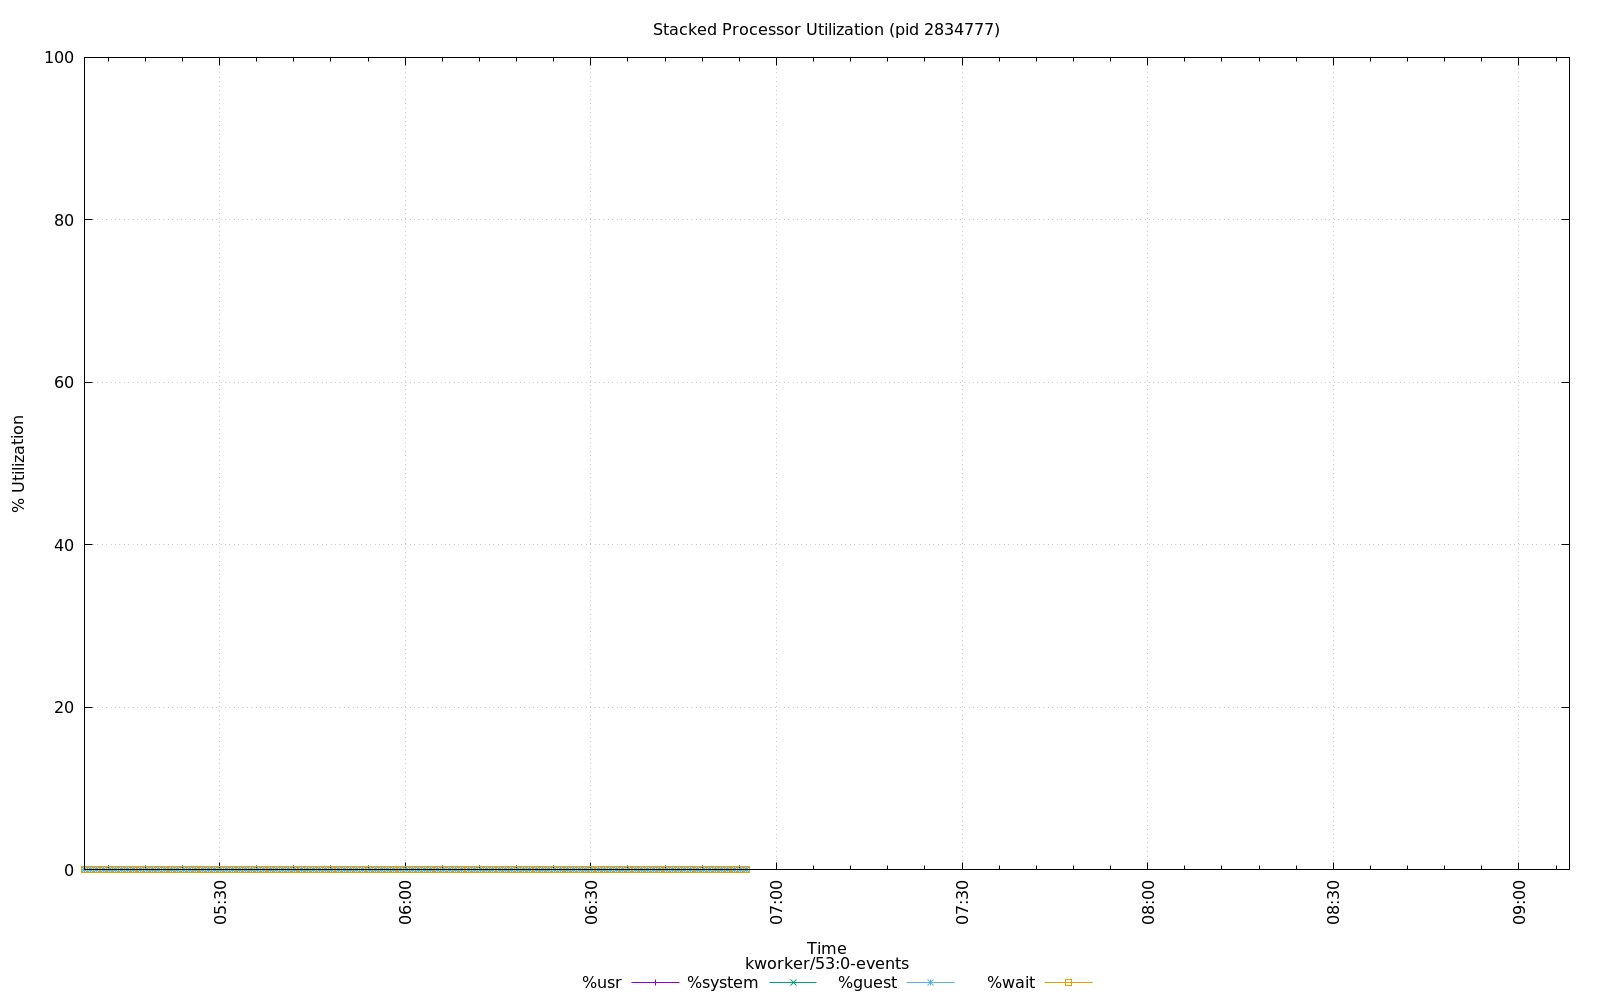 Stacked Processor Utilization (pid 2834777)
100
80
60
40
20
0
% Utilization
05:30
06:00
06:30
07:00
07:30
08:00
08:30
09:00
Time
kworker/53:0-events
%usr %system %guest %wait